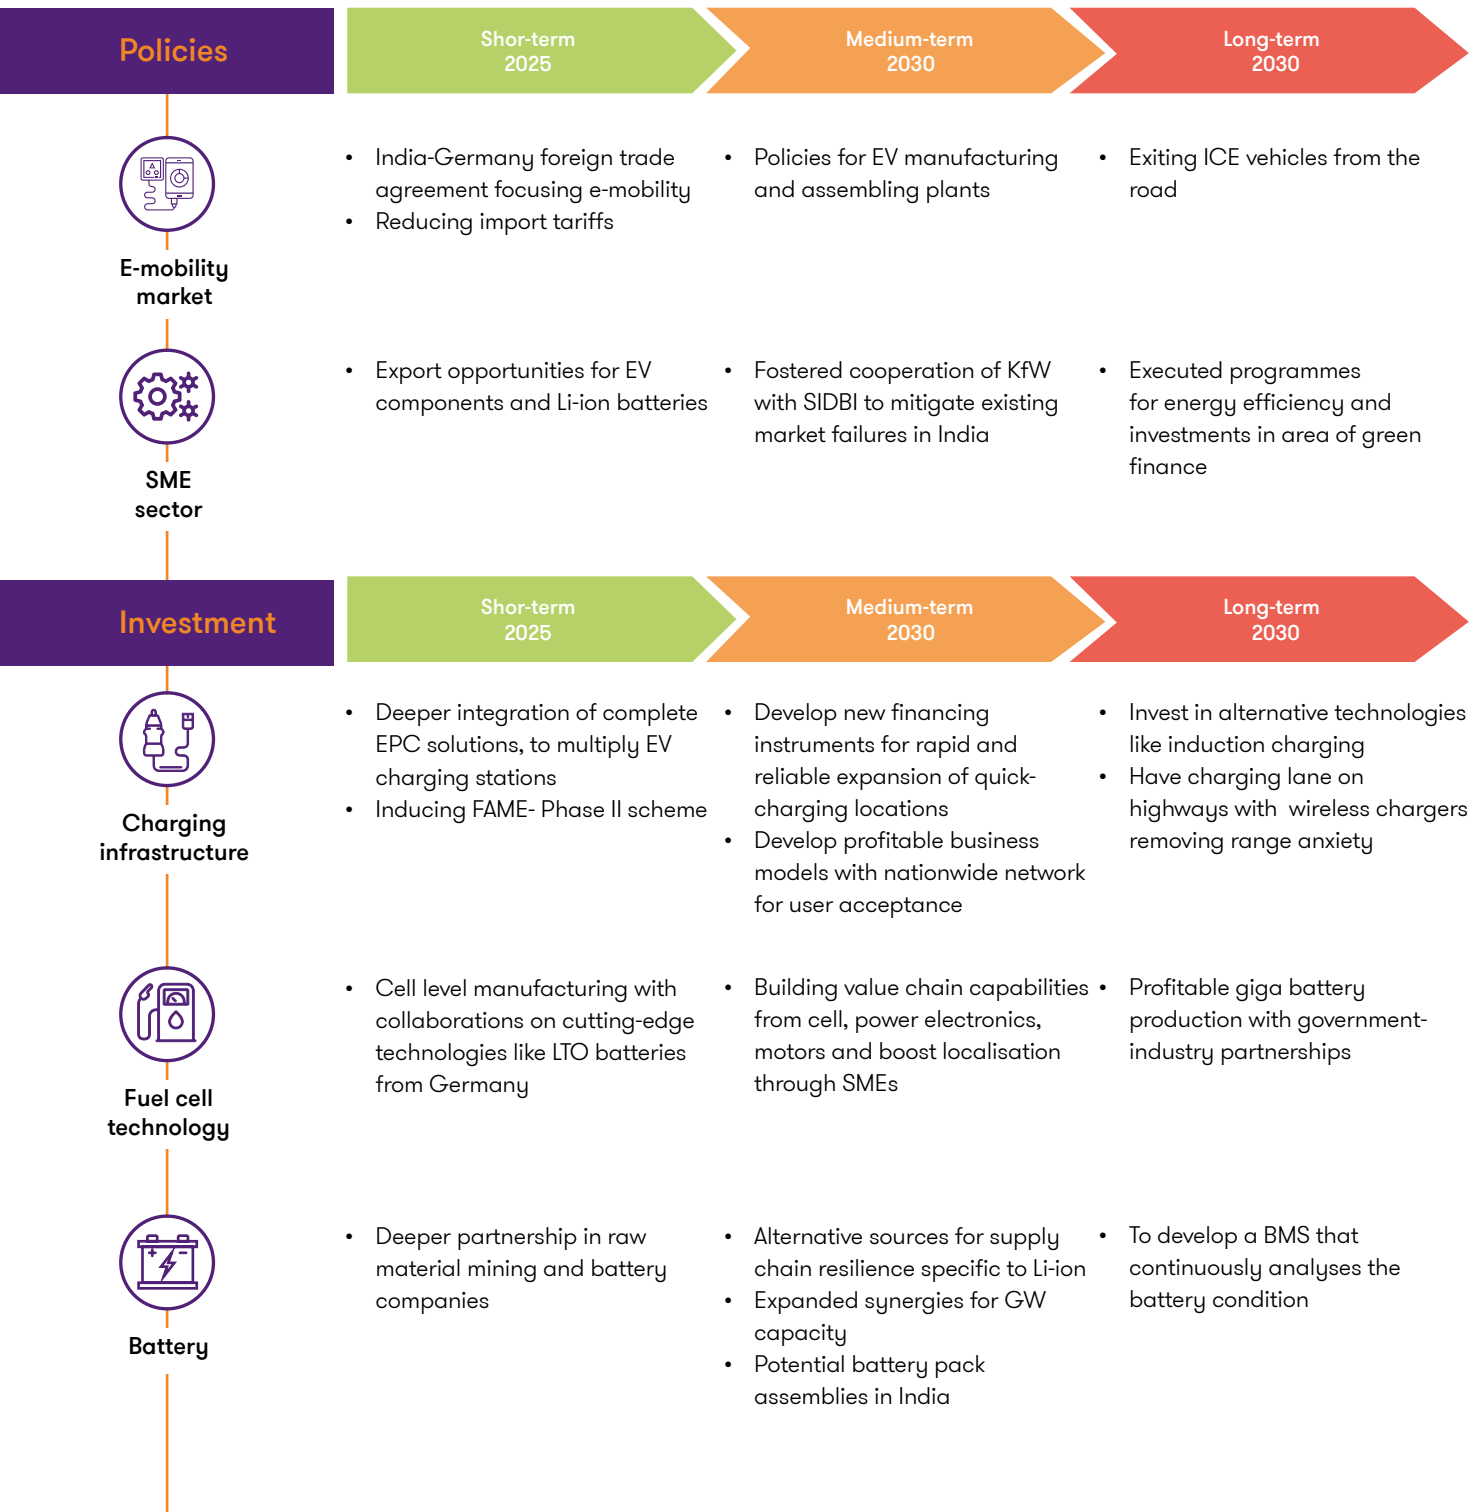 Policies
Shor-term
2025
Medium-term
2030
Long-term
2030
E-mobility
market
• India-Germany foreign trade
agreement focusing e-mobility
• Reducing import tariffs
• Policies for EV manufacturing
and assembling plants
• Exiting ICE vehicles from the
road
SME
sector
• Export opportunities for EV
components and Li-ion batteries
• Fostered cooperation of KfW
with SIDBI to mitigate existing
market failures in India
• Executed programmes
for energy efficiency and
investments in area of green
finance
Investment
Shor-term
2025
Medium-term
2030
Long-term
2030
Charging
infrastructure
• Deeper integration of complete
EPC solutions, to multiply EV
charging stations
• Inducing FAME- Phase II scheme
• Develop new financing
instruments for rapid and
reliable expansion of quick-
charging locations
• Develop profitable business
models with nationwide network
for user acceptance
• Invest in alternative technologies
like induction charging
• Have charging lane on
highways with  wireless chargers
removing range anxiety
Fuel cell
technology
• Cell level manufacturing with
collaborations on cutting-edge
technologies like LTO batteries
from Germany
• Building value chain capabilities
from cell, power electronics,
motors and boost localisation
through SMEs
• Profitable giga battery
production with government-
industry partnerships
Battery
• Deeper partnership in raw
material mining and battery
companies
• Alternative sources for supply
chain resilience specific to Li-ion
• Expanded synergies for GW
capacity
• Potential battery pack
assemblies in India
• To develop a BMS that
continuously analyses the
battery condition